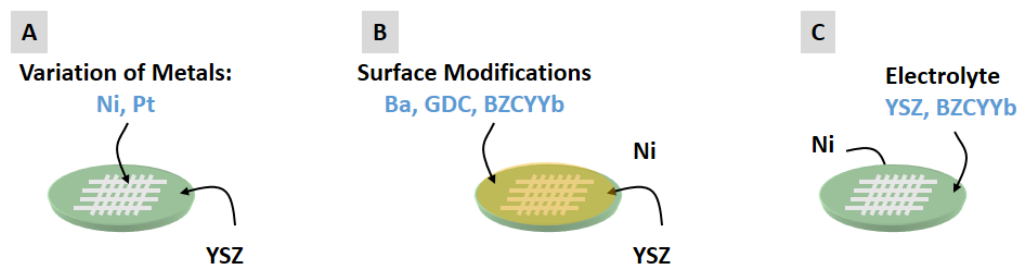 A
Variation of Metals:
Ni, Pt
YSZ
B
Surface Modifications
Ba, GDC, BZCYYb
Ni
YSZ
C
Electrolyte
YSZ, BZCYYb
Ni